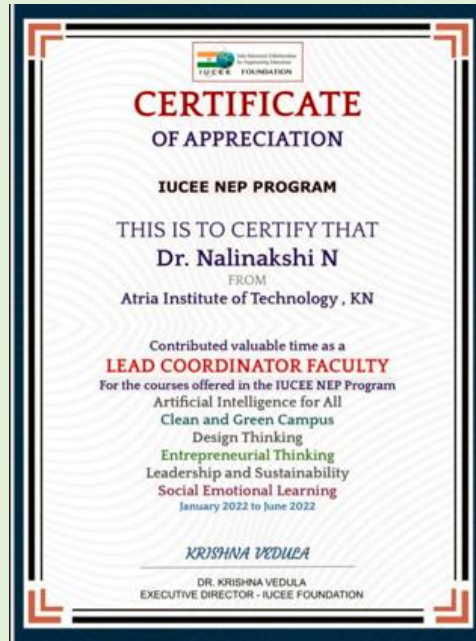 IUCEE FOUNDATION
CERTIFICATE
OF APPRECIATION
IUCEE NEP PROGRAM
THIS IS TO CERTIFY THAT
Dr. Nalinakshi N
FROM
Atria Institute of Technology , KN
Contributed valuable time as a
LEAD COORDINATOR FACULTY
For the courses offered in the IUCEE NEP Program
Artificial Intelligence for All
Clean and Green Campus
Design Thinking
Entrepreneurial Thinking
Leadership and Sustainability
Social Emotional Learning
January 2022 to June 2022
KRISHNA VEDULA
DR. KRISHNA VEDULA
EXECUTIVE DIRECTOR - IUCEE FOUNDATION